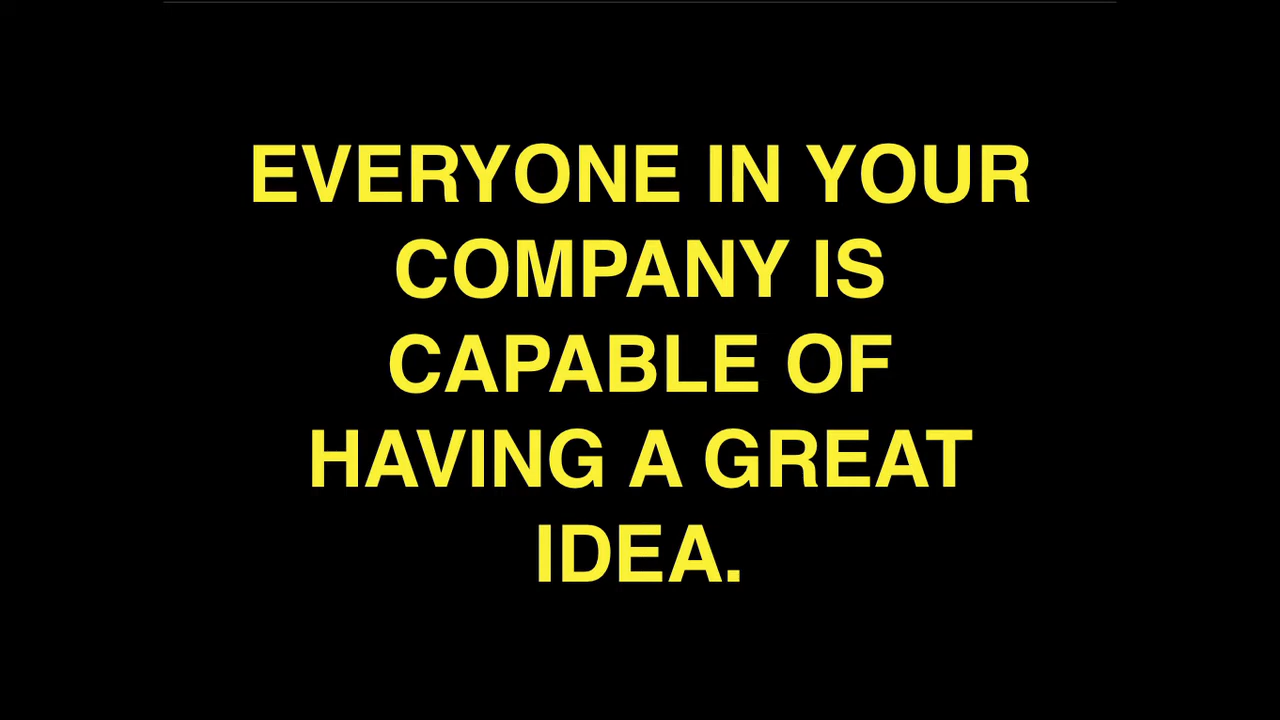 EVERYONE IN YOUR
COMPANY IS
CAPABLE OF
HAVING A GREAT
IDEA.